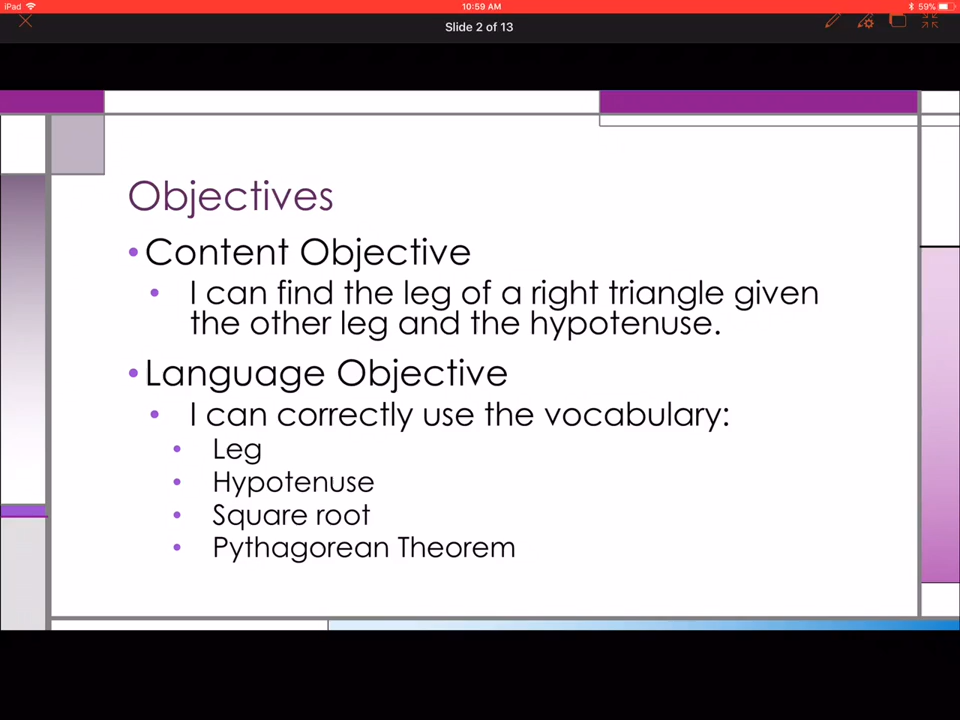 iPad 10:59 AM 59%
Slide 2 of 13
Objectives
• Content Objective
• I can find the leg of a right triangle given
the other leg and the hypotenuse.
• Language Objective
• I can correctly use the vocabulary:
• Leg
• Hypotenuse
• Square root
• Pythagorean Theorem